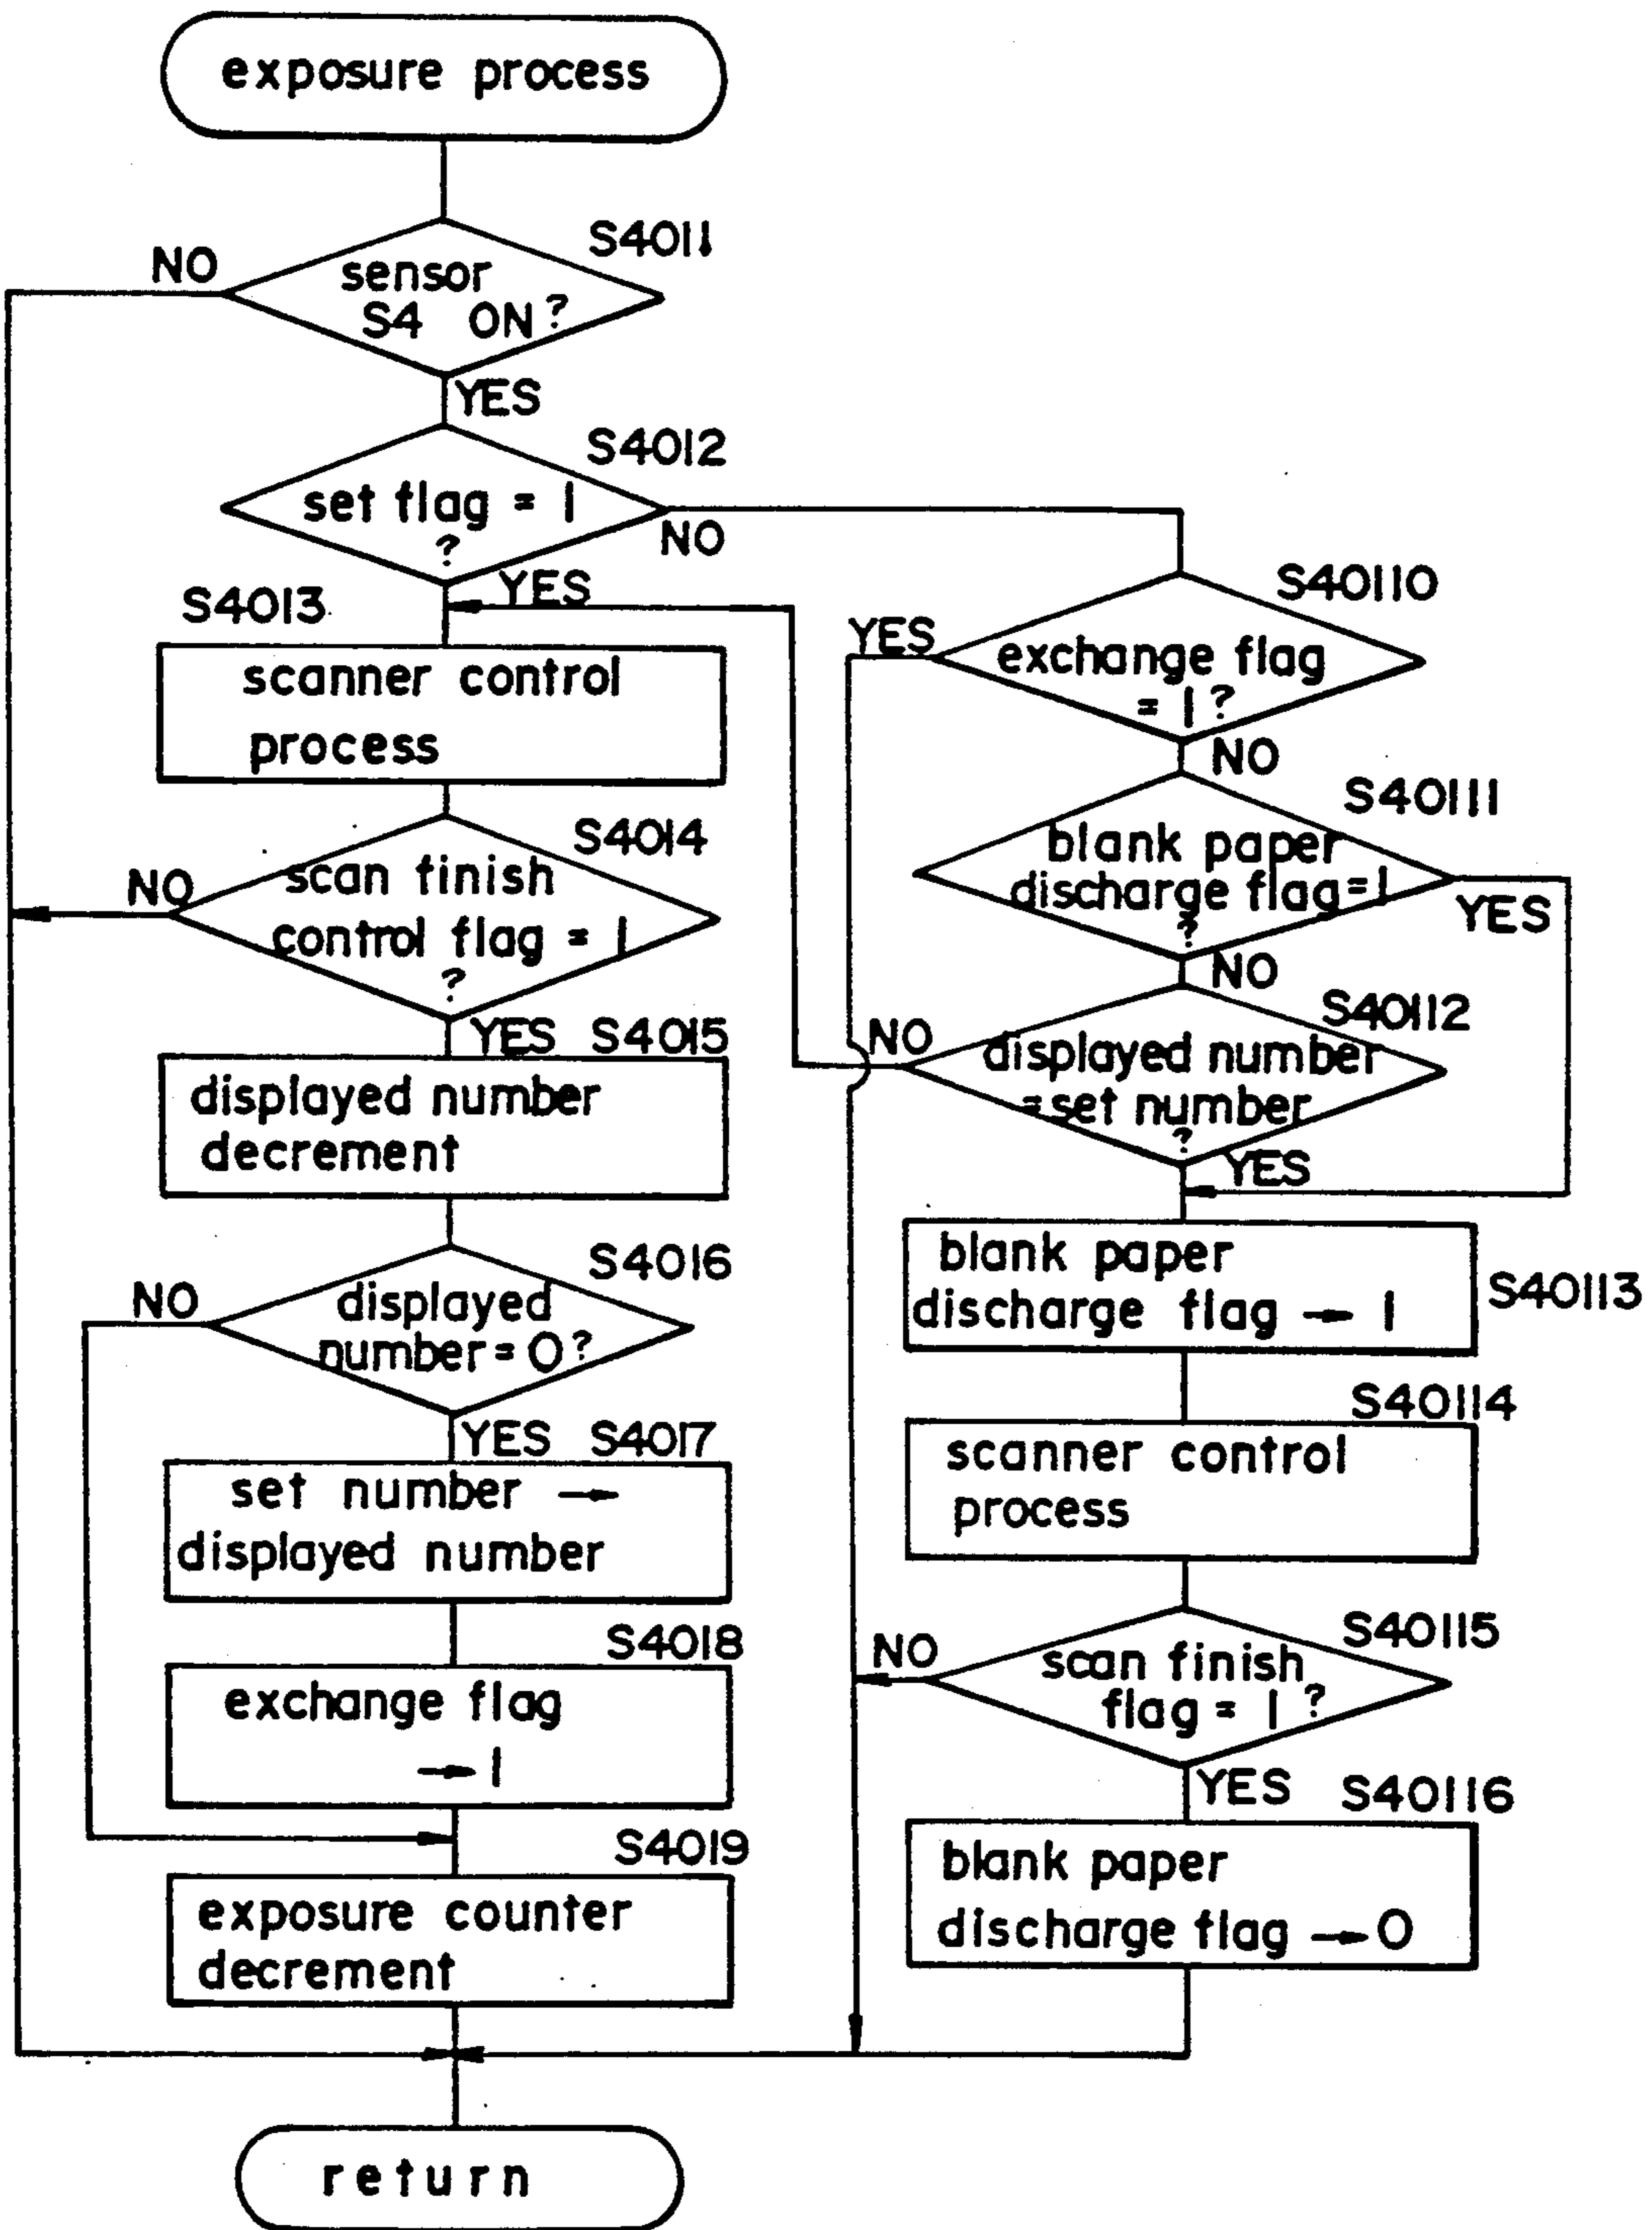 exposure process
S4011
NO
sensor
S4 ON?
YES
S4012
set flag = 1
?
NO
YES
S4013
scanner control
process
S4014
NO
scan finish
control flag = 1
?
YES
S4015
displayed number
decrement
S4016
NO
displayed
number = 0?
YES
S4017
set number →
displayed number
S4018
exchange flag
→ 1
S4019
exposure counter
decrement
return
S40110
YES
exchange flag
= 1?
NO
S40111
blank paper
discharge flag=1
?
YES
NO
S40112
NO
displayed number
=set number
?
YES
blank paper
discharge flag → 1
S40113
S40114
scanner control
process
S40115
NO
scan finish
flag = 1?
YES
S40116
blank paper
discharge flag → 0